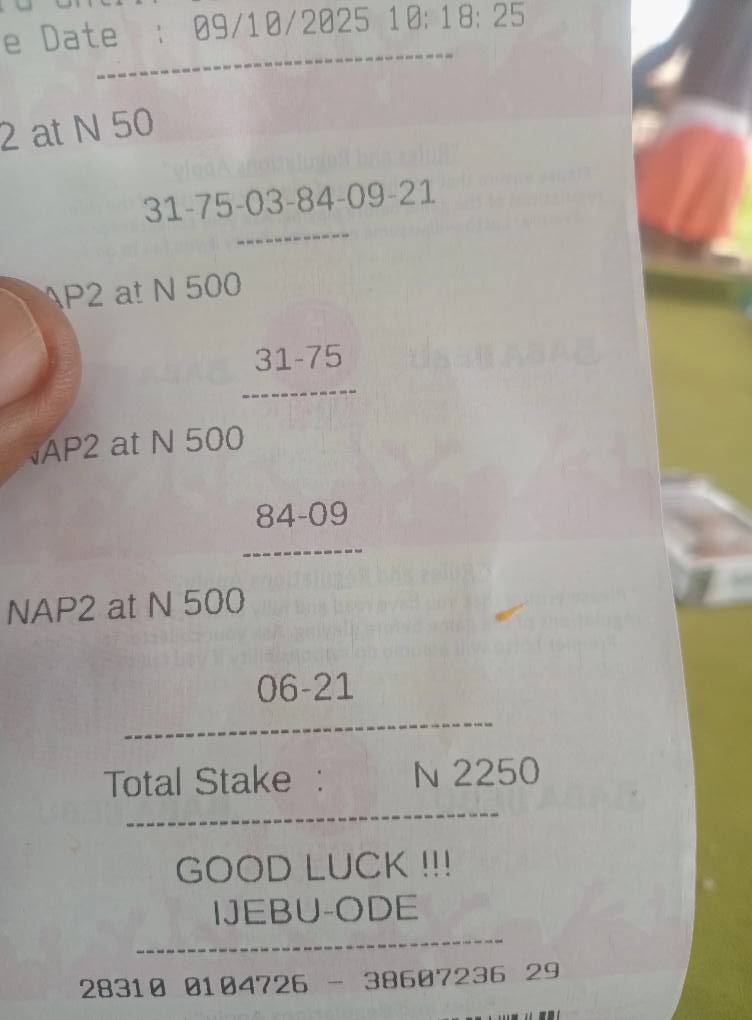 e Date : 09/10/2025 10:18:25
2 at N 50
31-75-03-84-09-21
AP2 at N 500
31-75
NAP2 at N 500
84-09
NAP2 at N 500
06-21
Total Stake : N 2250
GOOD LUCK !!!
IJEBU-ODE
28310 0104726 - 38607236 29